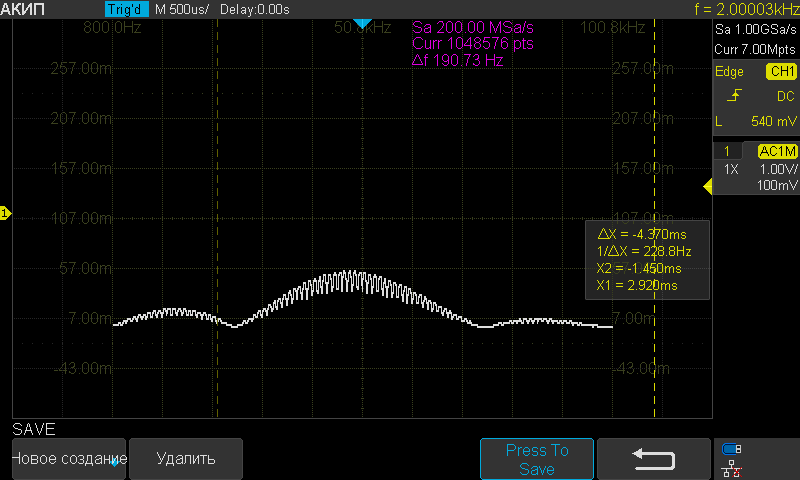 АКИП Trig'd M 500us/ Delay:0.00s f = 2.00003kHz
800.0Hz 50.8kHz 100.8kHz
Sa 200.00 MSa/s
Curr 1048576 pts
Δf 190.73 Hz
Sa 1.00GSa/s
Curr 7.00Mpts
Edge CH1
DC
L 540 mV
1 AC1M
1X 1.00V/
100mV
257.00m 257.00m
207.00m 207.00m
157.00m 157.00m
107.00m 107.00m
57.00m 57.00m
7.00m 7.00m
-43.00m -43.00m
1
ΔX = -4.370ms
1/ΔX = 228.8Hz
X2 = -1.450ms
X1 = 2.920ms
SAVE
Новое создание
Удалить
Press To
Save